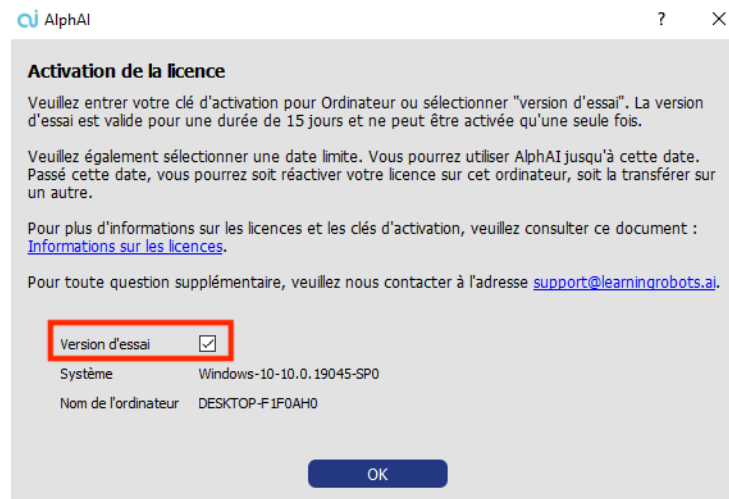 AlphAI ? ×
Activation de la licence
Veuillez entrer votre clé d'activation pour Ordinateur ou sélectionner "version d'essai". La version
d'essai est valide pour une durée de 15 jours et ne peut être activée qu'une seule fois.
Veuillez également sélectionner une date limite. Vous pourrez utiliser AlphAI jusqu'à cette date.
Passé cette date, vous pourrez soit réactiver votre licence sur cet ordinateur, soit la transférer sur
un autre.
Pour plus d'informations sur les licences et les clés d'activation, veuillez consulter ce document :
Informations sur les licences.
Pour toute question supplémentaire, veuillez nous contacter à l'adresse support@learningrobots.ai.
Version d'essai
Système Windows-10-10.0.19045-SP0
Nom de l'ordinateur DESKTOP-F1F0AH0
OK